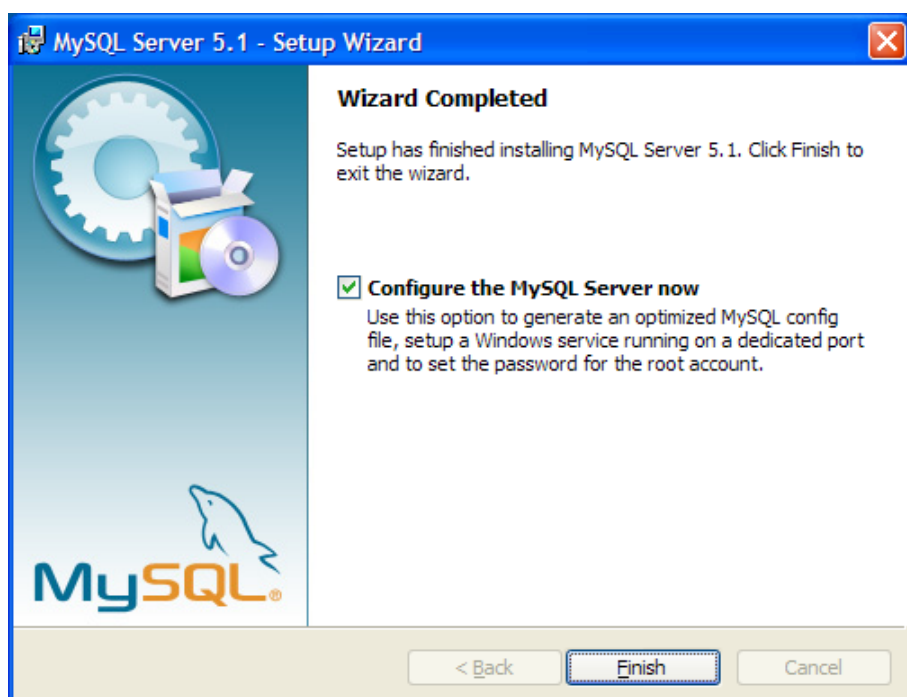 MySQL Server 5.1 - Setup Wizard
Wizard Completed
Setup has finished installing MySQL Server 5.1. Click Finish to
exit the wizard.
Configure the MySQL Server now
Use this option to generate an optimized MySQL config
file, setup a Windows service running on a dedicated port
and to set the password for the root account.
MySQL®
< Back
Finish
Cancel